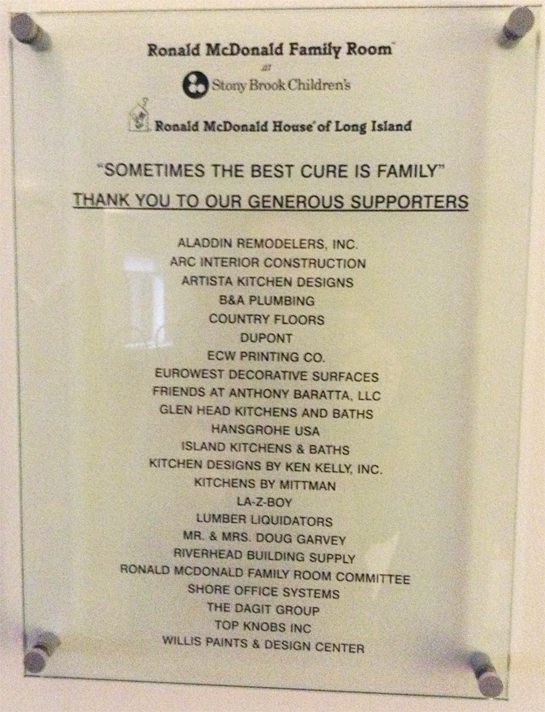 Ronald McDonald Family Room™
at
Stony Brook Children's
Ronald McDonald House® of Long Island
"SOMETIMES THE BEST CURE IS FAMILY"
THANK YOU TO OUR GENEROUS SUPPORTERS
ALADDIN REMODELERS, INC.
ARC INTERIOR CONSTRUCTION
ARTISTA KITCHEN DESIGNS
B&A PLUMBING
COUNTRY FLOORS
DUPONT
ECW PRINTING CO.
EUROWEST DECORATIVE SURFACES
FRIENDS AT ANTHONY BARATTA, LLC
GLEN HEAD KITCHENS AND BATHS
HANSGROHE USA
ISLAND KITCHENS & BATHS
KITCHEN DESIGNS BY KEN KELLY, INC.
KITCHENS BY MITTMAN
LA-Z-BOY
LUMBER LIQUIDATORS
MR. & MRS. DOUG GARVEY
RIVERHEAD BUILDING SUPPLY
RONALD MCDONALD FAMILY ROOM COMMITTEE
SHORE OFFICE SYSTEMS
THE DAGIT GROUP
TOP KNOBS INC
WILLIS PAINTS & DESIGN CENTER